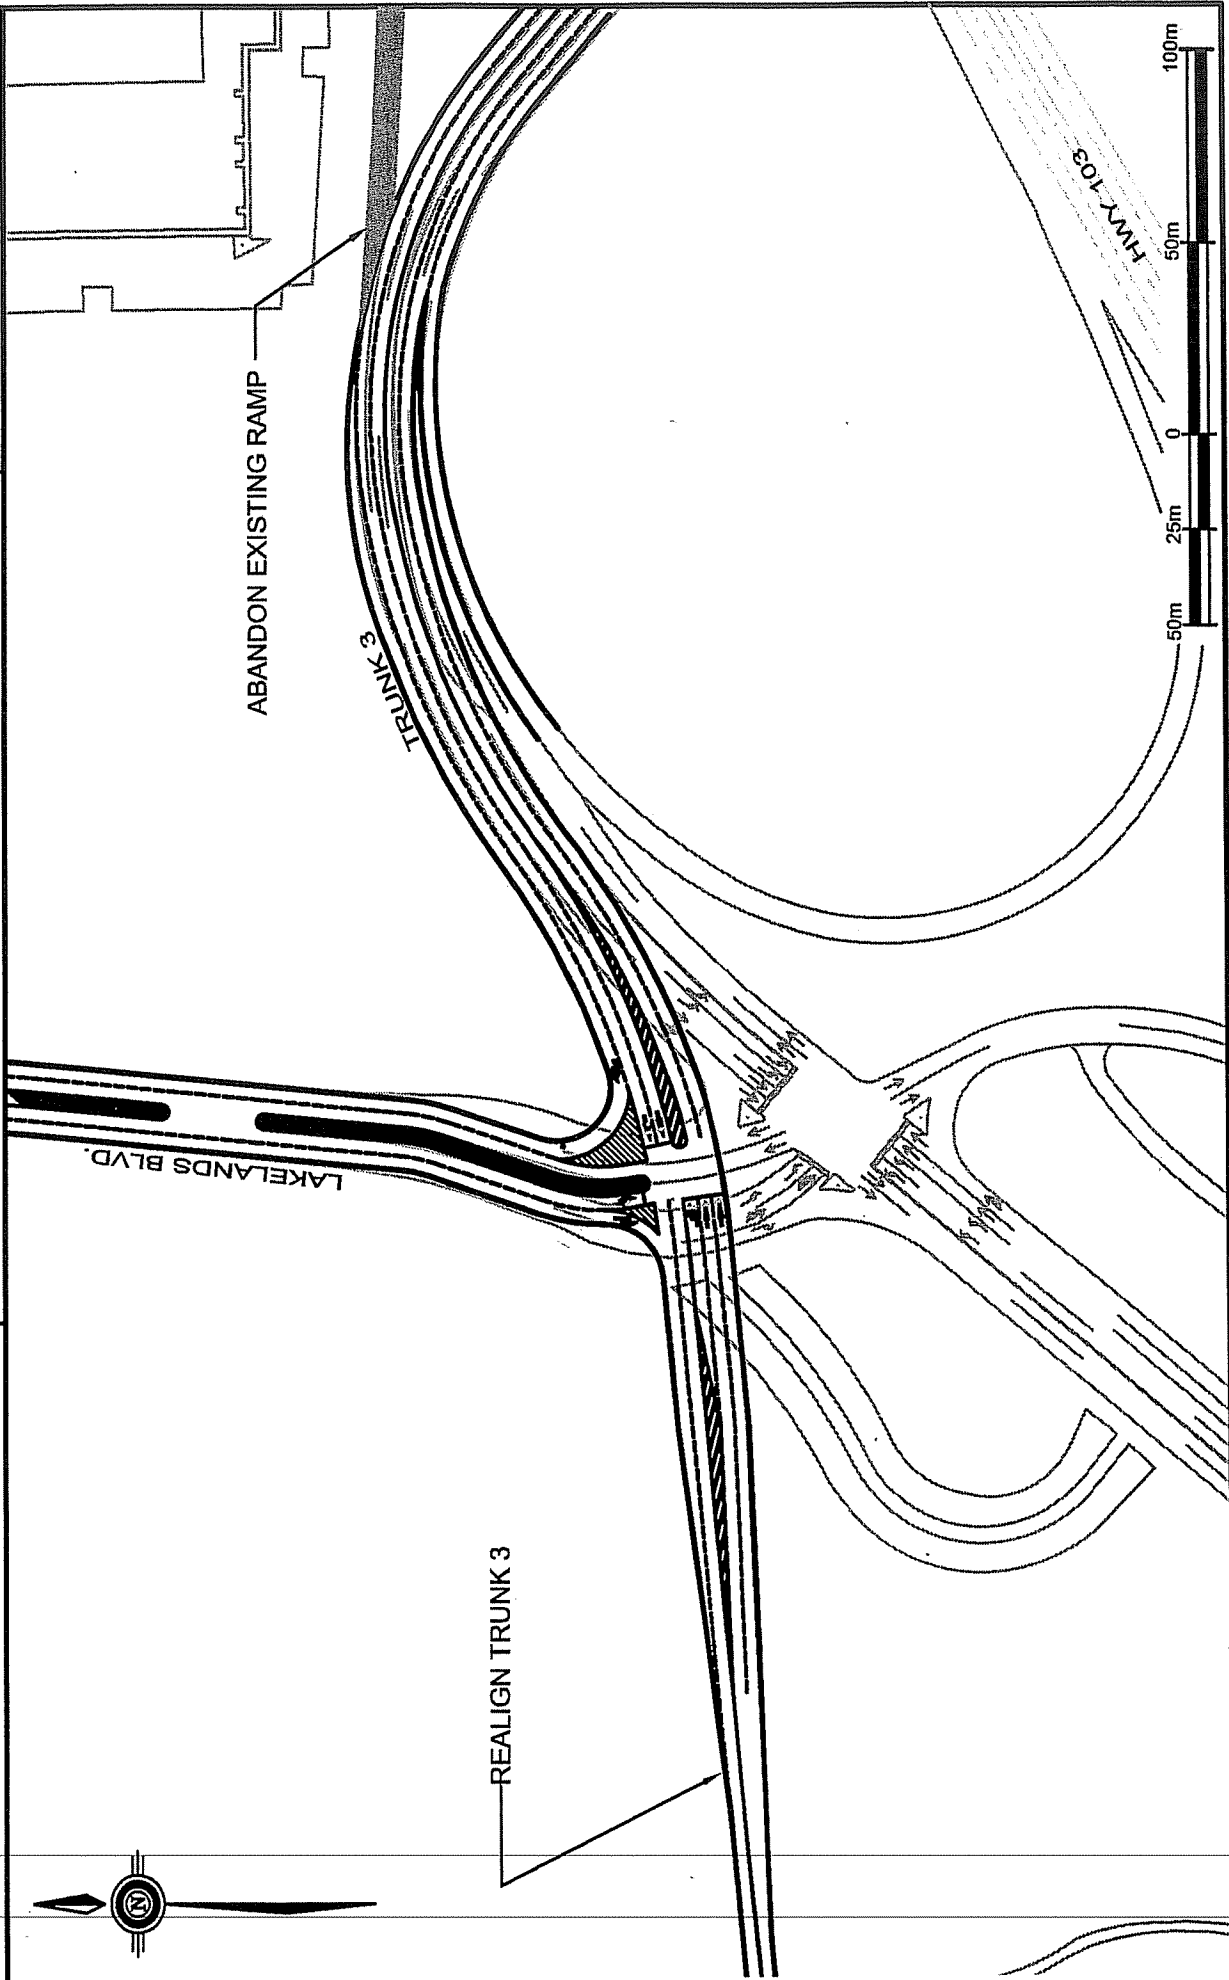 ABANDON EXISTING RAMP
TRUNK 3
LAKELANDS BLVD.
REALIGN TRUNK 3
HWY 103
N
50m
25m
0
50m
100m